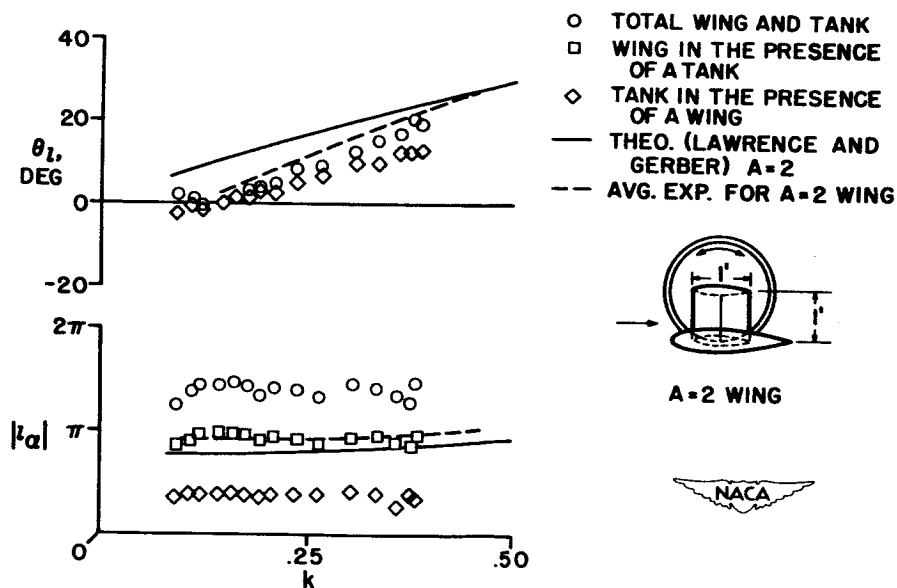 40
20
0
-20
θl,
DEG
○ TOTAL WING AND TANK
□ WING IN THE PRESENCE
OF A TANK
◇ TANK IN THE PRESENCE
OF A WING
— THEO. (LAWRENCE AND
GERBER) A=2
-- AVG. EXP. FOR A=2 WING
1'
1'
A=2 WING
2π
π
0
|lα|
.25
.50
k
NACA